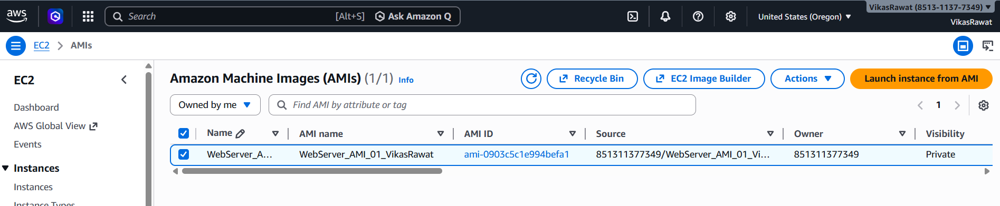 aws Search [Alt+S] Ask Amazon Q United States (Oregon) VikasRawat (8513-1137-7349)
VikasRawat
EC2 AMIs
EC2
Dashboard
AWS Global View
Events
Instances
Instances
Instance Types
Amazon Machine Images (AMIs) (1/1) Info Recycle Bin EC2 Image Builder Actions Launch instance from AMI
Owned by me Find AMI by attribute or tag 1
Name AMI name AMI ID Source Owner Visibility
WebServer_A... WebServer_AMI_01_VikasRawat ami-0903c5c1e994befa1 851311377349/WebServer_AMI_01_Vi... 851311377349 Private